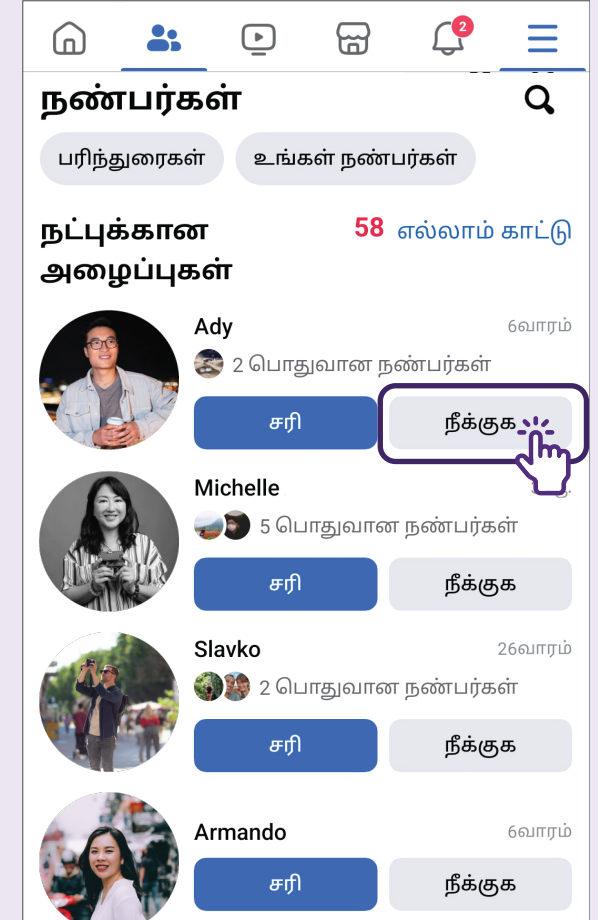 2
நண்பர்கள்
பரிந்துரைகள்
உங்கள் நண்பர்கள்
நட்புக்கான
அழைப்புகள்
58 எல்லாம் காட்டு
Ady
6வாரம்
2 பொதுவான நண்பர்கள்
சரி
நீக்குக
Michelle
5 பொதுவான நண்பர்கள்
சரி
நீக்குக
Slavko
26வாரம்
2 பொதுவான நண்பர்கள்
சரி
நீக்குக
Armando
6வாரம்
சரி
நீக்குக